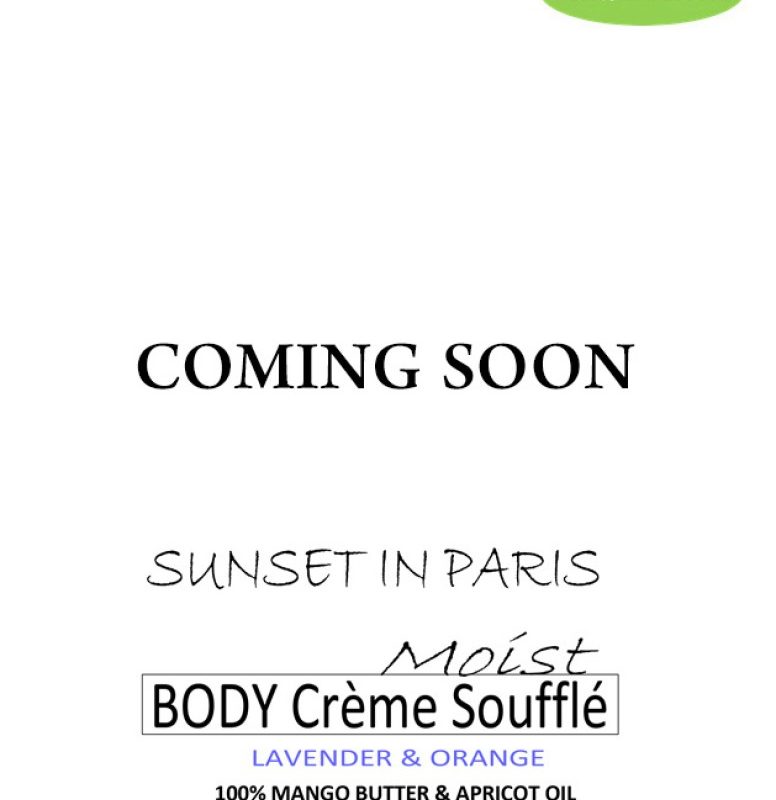 COMING SOON
SUNSET IN PARIS
Moist
BODY Crème Soufflé
LAVENDER & ORANGE
100% MANGO BUTTER & APRICOT OIL